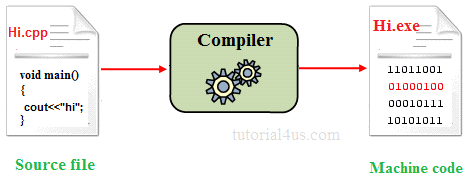 Hi.cpp
void main()
{
cout<<"hi";
}
Source file
Compiler
tutorial4us.com
Hi.exe
11011001
01000100
00010111
10101011
Machine code